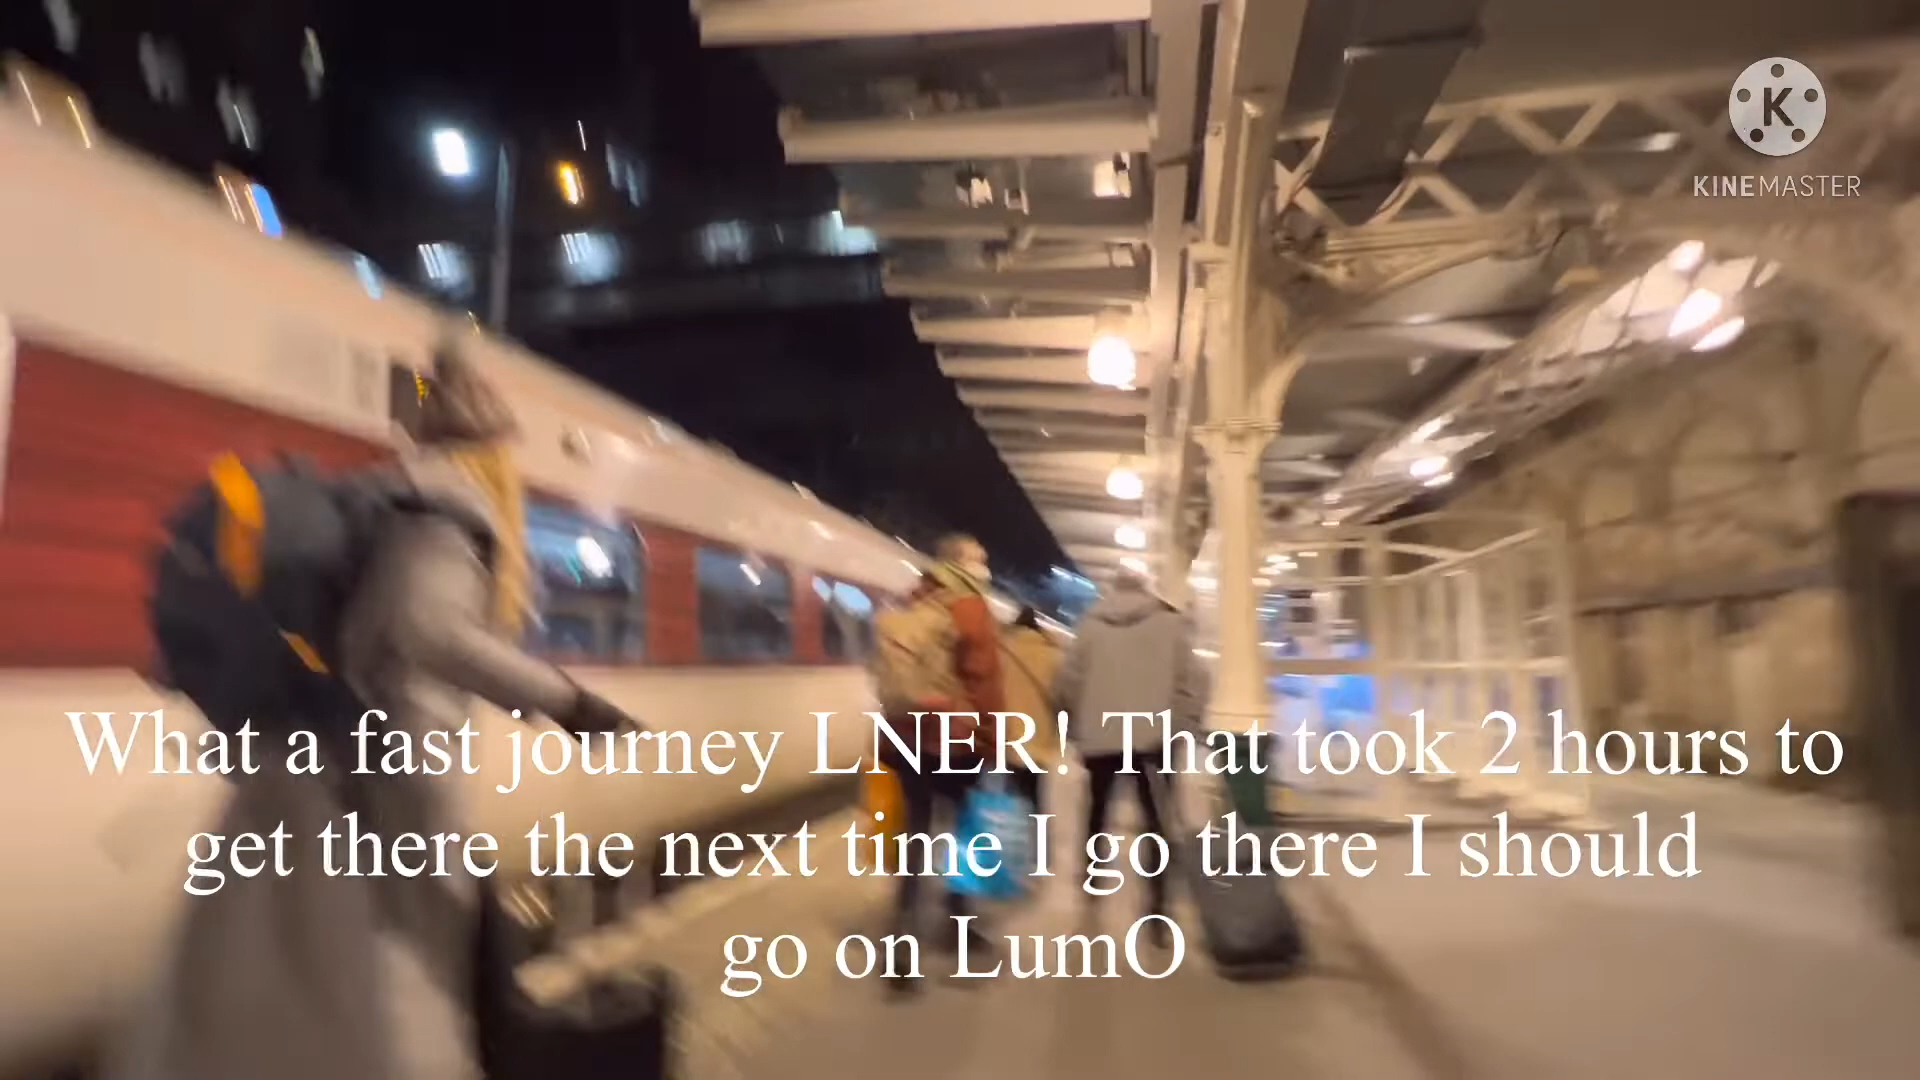 K
KINEMASTER
What a fast journey LNER! That took 2 hours to
get there the next time I go there I should
go on LumO